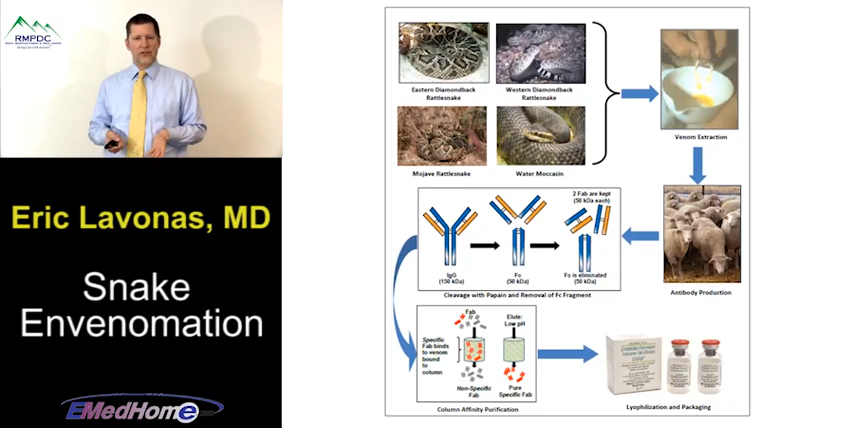 RMPDC
Eric Lavonas, MD
Snake
Envenomation
EMedHome
Eastern Diamondback
Rattlesnake
Western Diamondback
Rattlesnake
Mojave Rattlesnake
Water Moccasin
Venom Extraction
Antibody Production
2 Fab are kept
(50 kDa each)
IgG
(150 kDa)
Fc
(50 kDa)
Fc is eliminated
(50 kDa)
Cleavage with Papain and Removal of Fc Fragment
Fab
Specific
Fab binds
to venom
bound
to
column
Non-Specific
Fab
Elute:
Low pH
Pure
Specific Fab
Column Affinity Purification
Lyophilization and Packaging